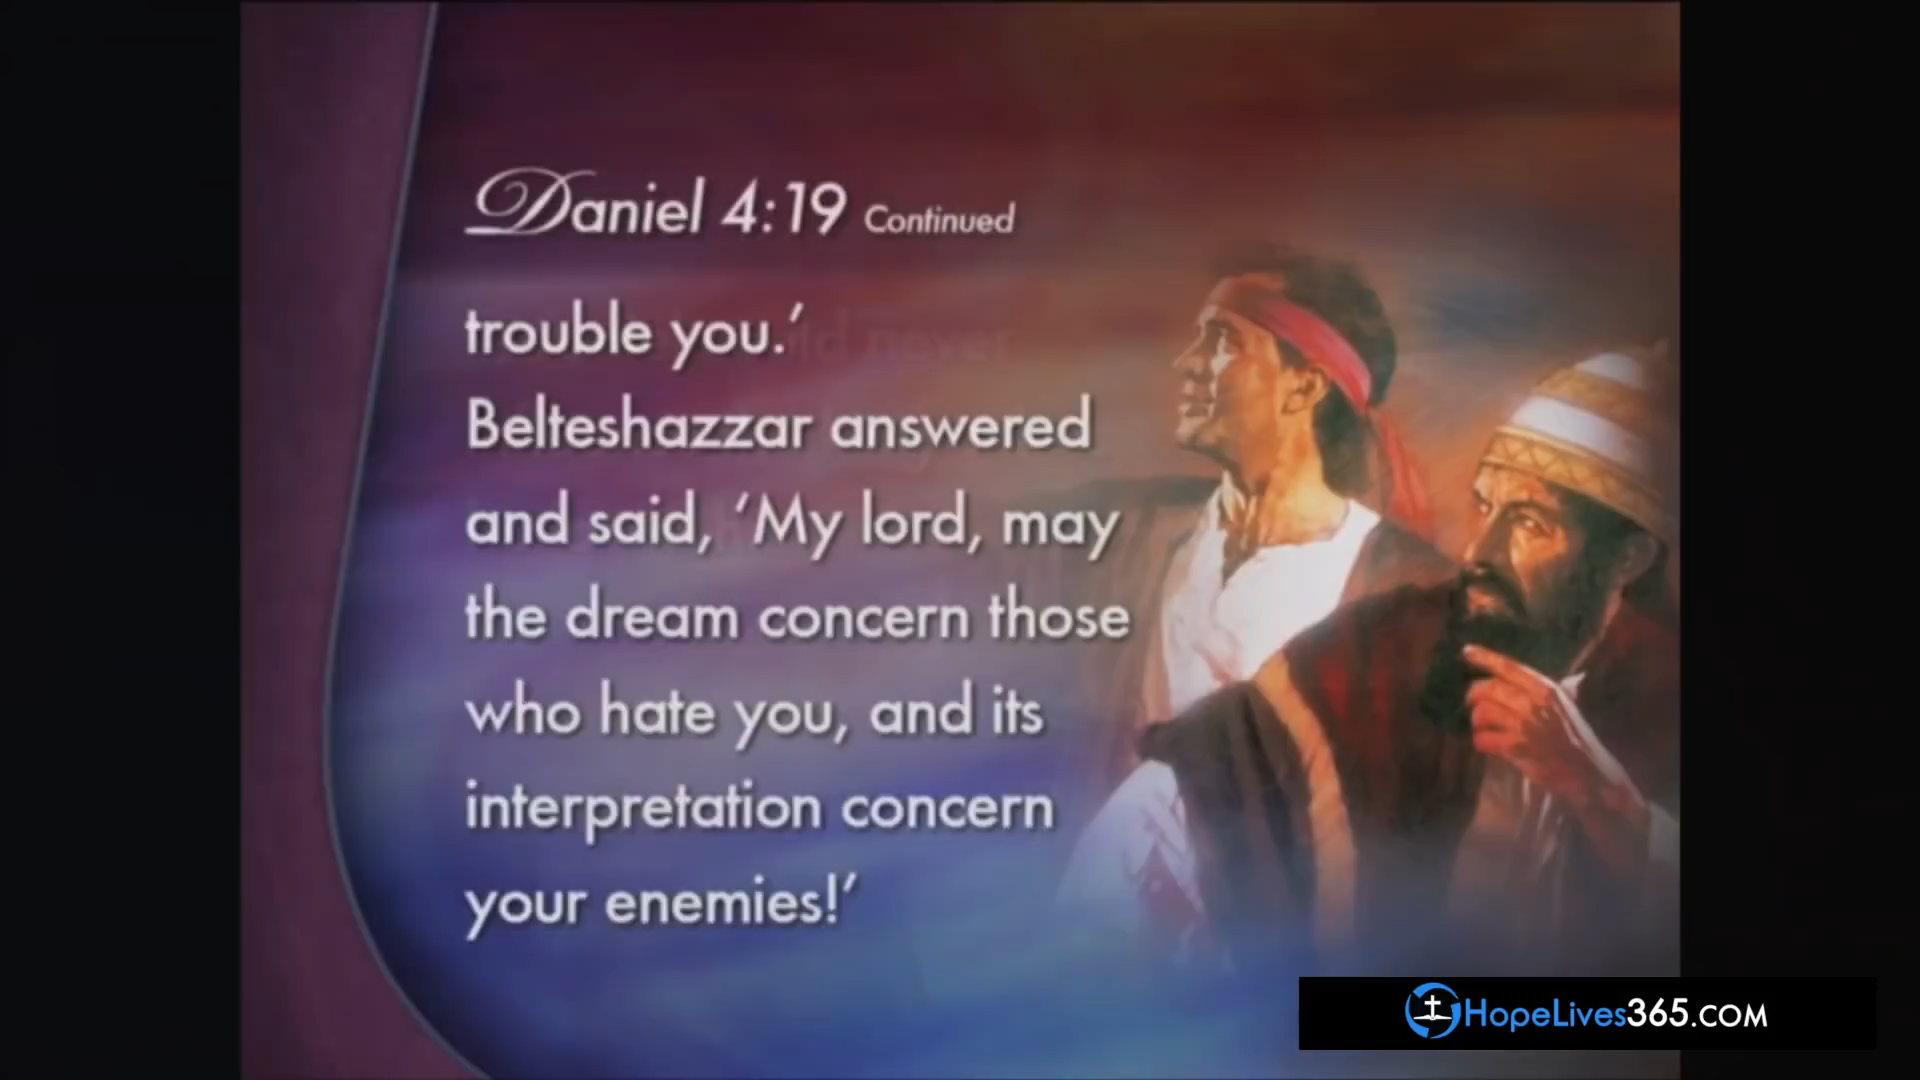 Daniel 4:19 Continued
trouble you.’
Belteshazzar answered
and said, ‘My lord, may
the dream concern those
who hate you, and its
interpretation concern
your enemies!’
HopeLives365.COM